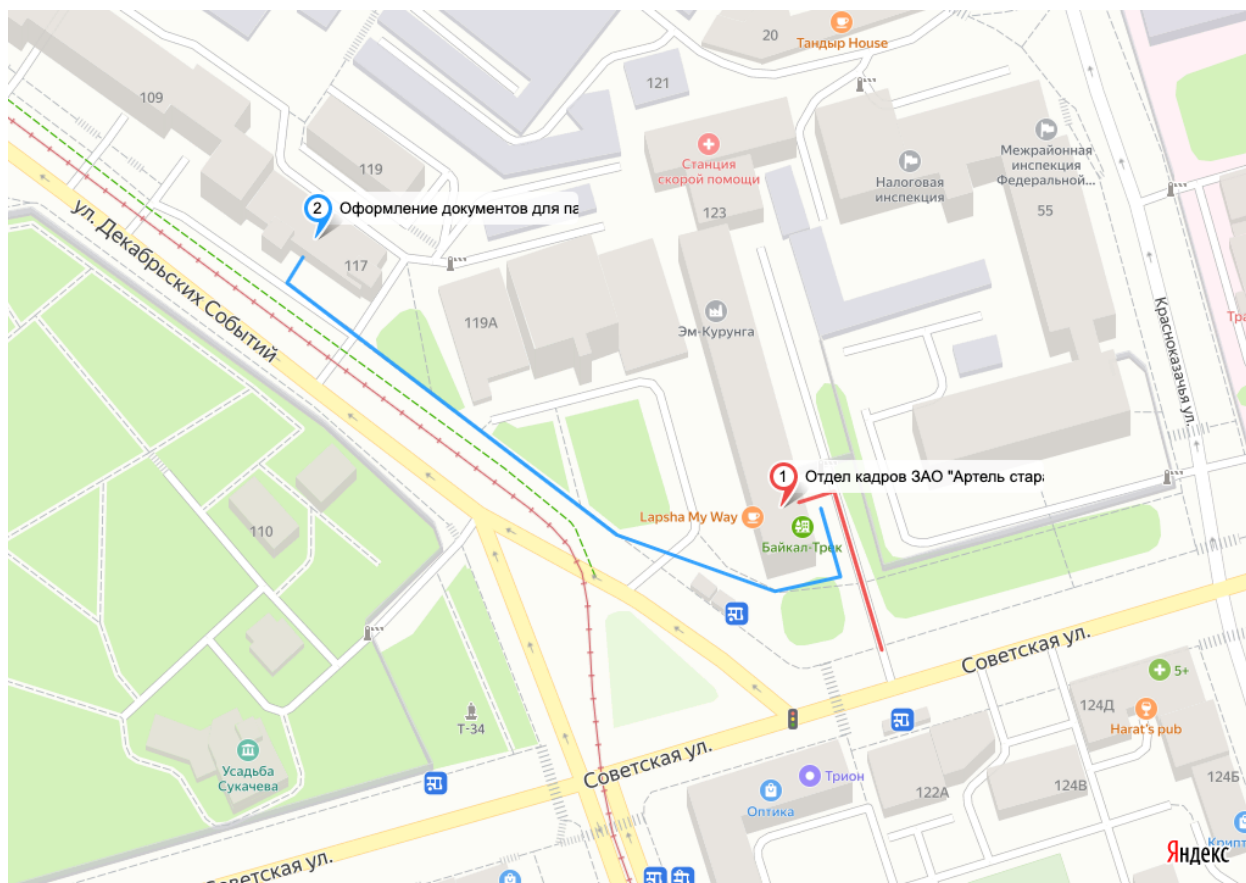 20
Тандыр House
109
121
119
Станция
скорой помощи
Налоговая
инспекция
Межрайонная
инспекция
Федеральной...
2 Оформление документов для па
123
55
117
ул. Декабрьских Событий
119А
Эм-Курунга
Красноказачья ул.
Тра
1 Отдел кадров ЗАО "Артель стар
Lapsha My Way
Байкал-Трек
110
Советская ул.
5+
Т-34
124Д
Harat's pub
Усадьба
Сукачева
Советская ул.
Трион
Оптика
122А
124В
124Б
Крипт
Советская ул.
Яндекс